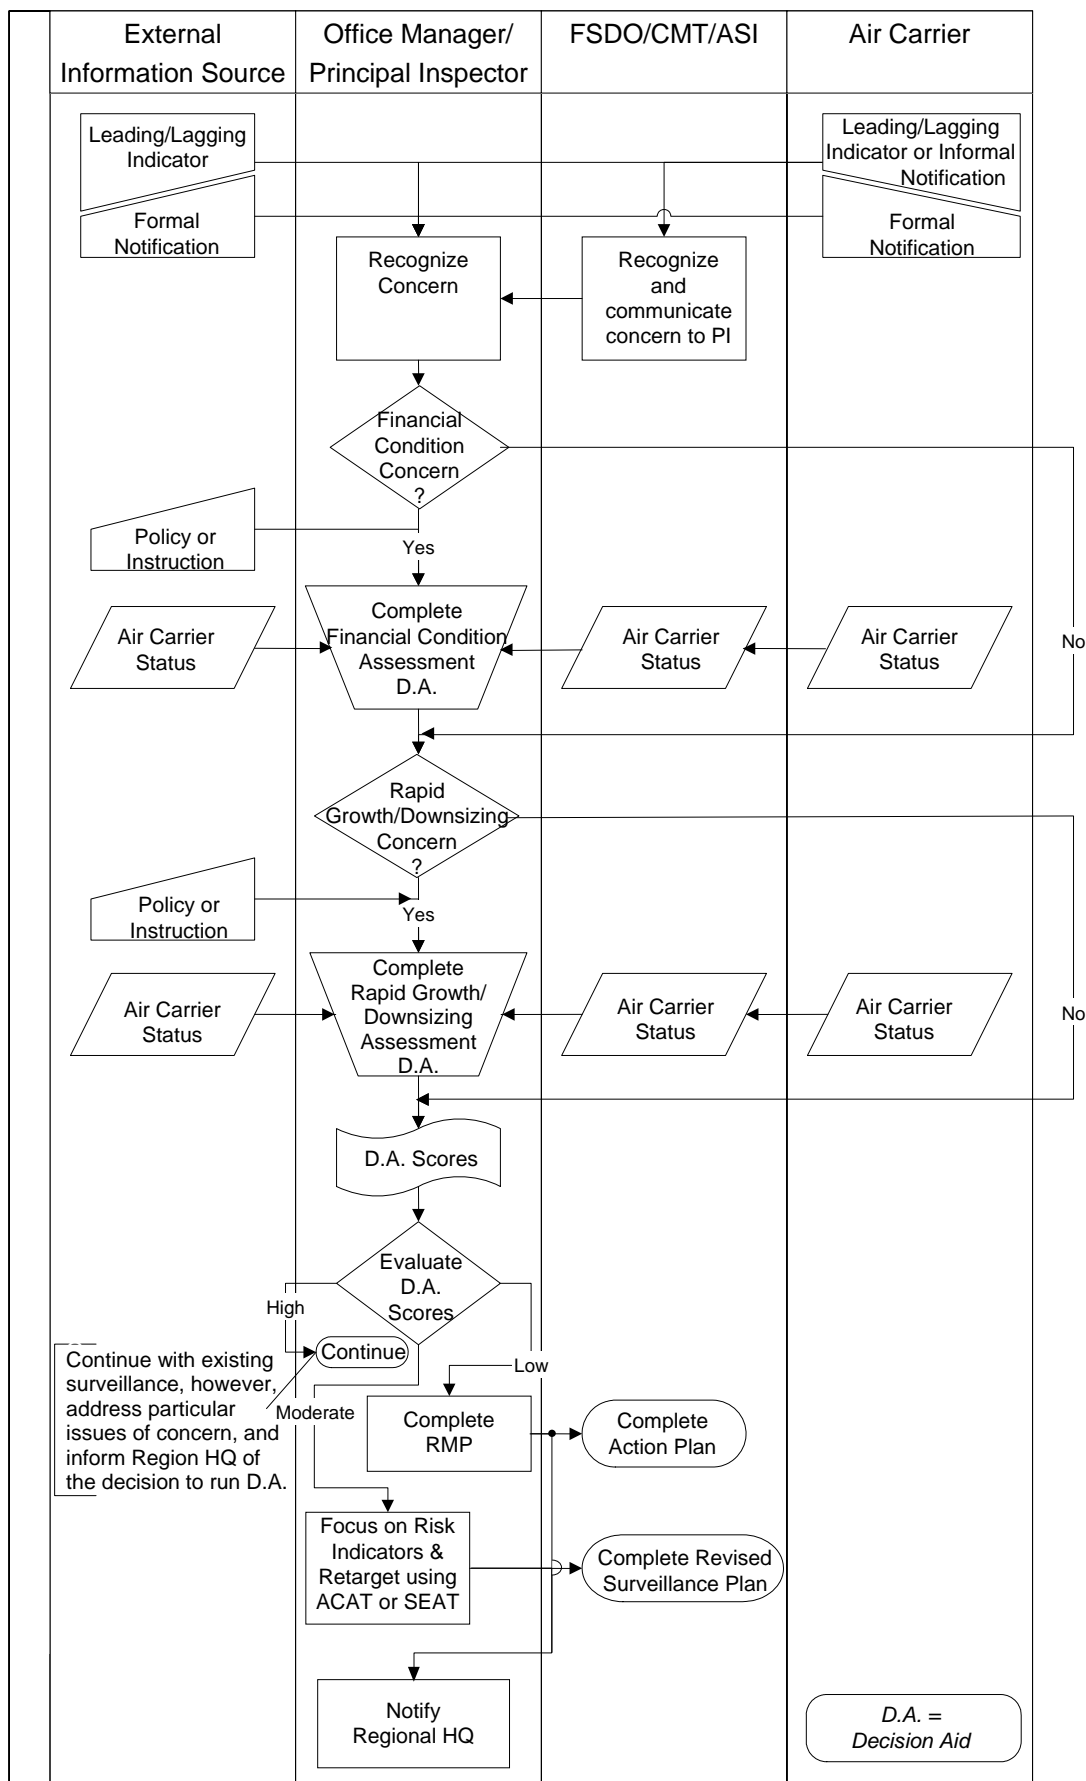 External
Information Source
Office Manager/
Principal Inspector
FSDO/CMT/ASI
Air Carrier
Leading/Lagging
Indicator
Formal
Notification
Leading/Lagging
Indicator or Informal
Notification
Formal
Notification
Recognize
Concern
Recognize
and
communicate
concern to PI
Financial
Condition
Concern
?
Policy or
Instruction
Yes
No
Air Carrier
Status
Complete
Financial Condition
Assessment
D.A.
Air Carrier
Status
Air Carrier
Status
Rapid
Growth/Downsizing
Concern
?
Policy or
Instruction
Yes
No
Air Carrier
Status
Complete
Rapid Growth/
Downsizing
Assessment
D.A.
Air Carrier
Status
Air Carrier
Status
D.A. Scores
Evaluate
D.A.
Scores
High
Continue
Low
Moderate
Continue with existing
surveillance, however,
address particular
issues of concern, and
inform Region HQ of
the decision to run D.A.
Complete
RMP
Complete
Action Plan
Focus on Risk
Indicators &
Retarget using
ACAT or SEAT
Complete Revised
Surveillance Plan
Notify
Regional HQ
D.A. =
Decision Aid